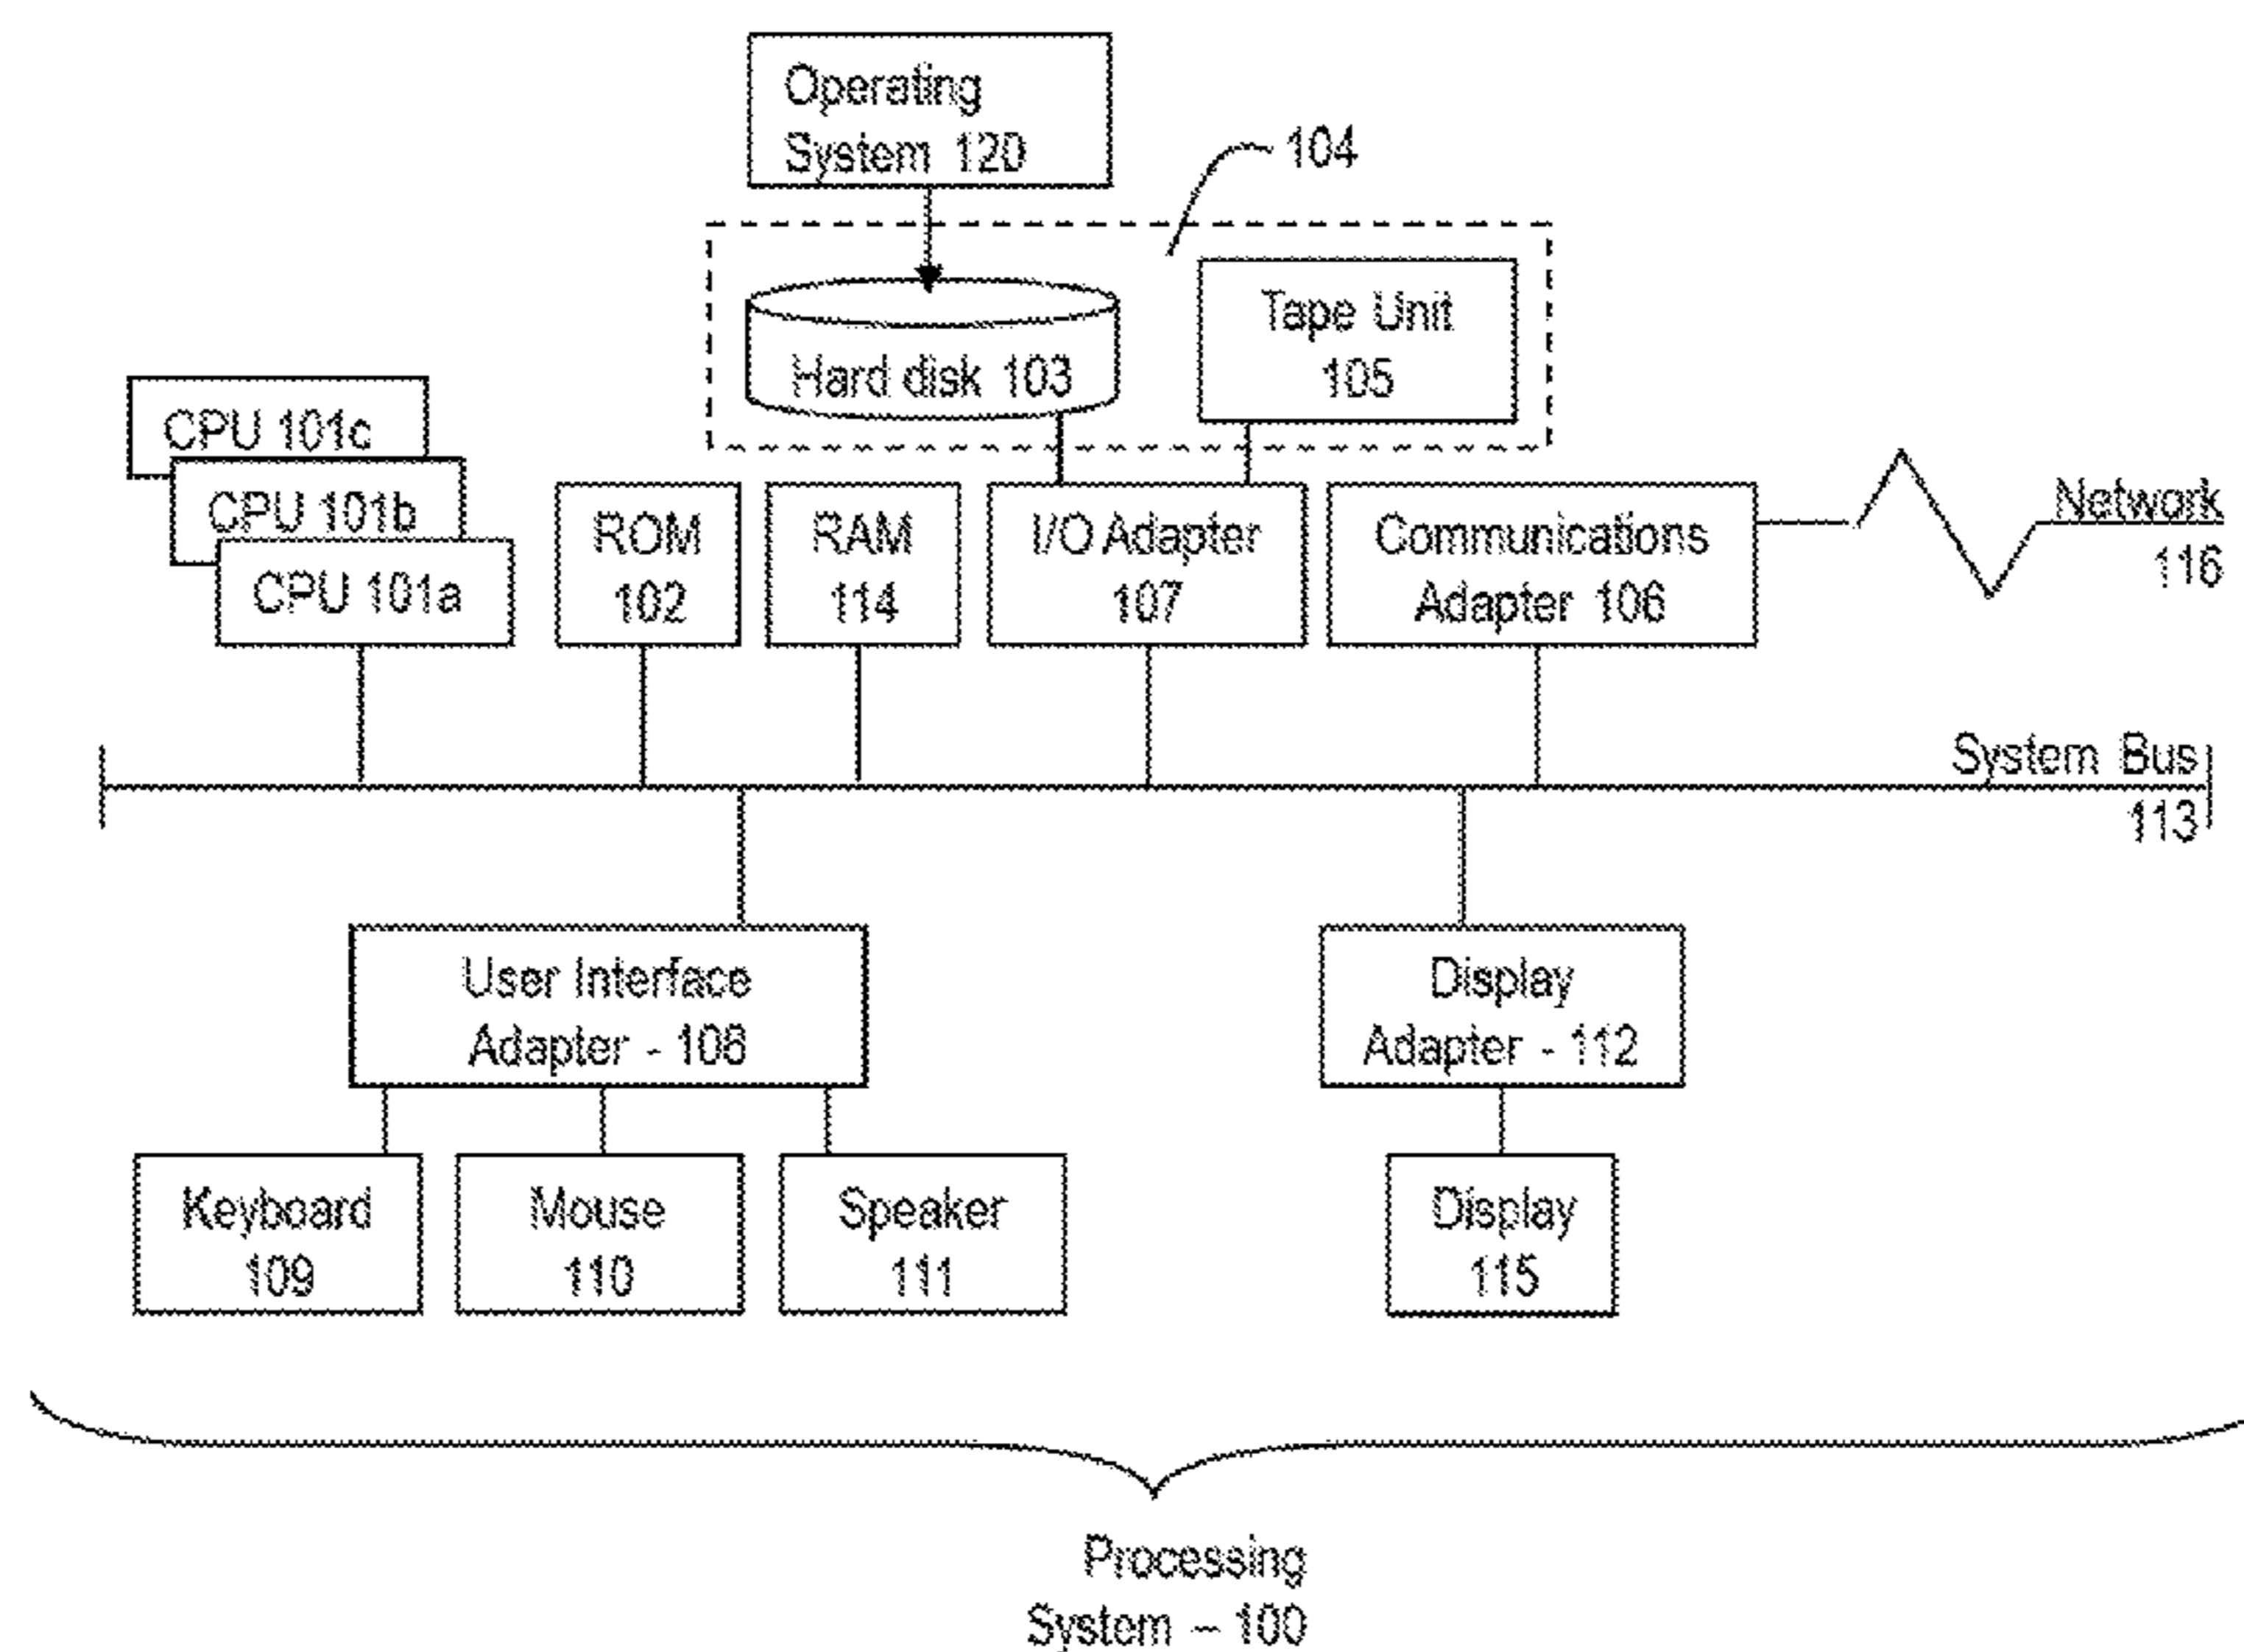 Operating
System 120
104
Hard disk 103
Tape Unit
105
CPU 101c
CPU 101b
CPU 101a
ROM
102
RAM
114
I/O Adapter
107
Communications
Adapter 106
Network
116
System Bus
113
User Interface
Adapter - 108
Display
Adapter - 112
Keyboard
109
Mouse
110
Speaker
111
Display
115
Processing
System – 100